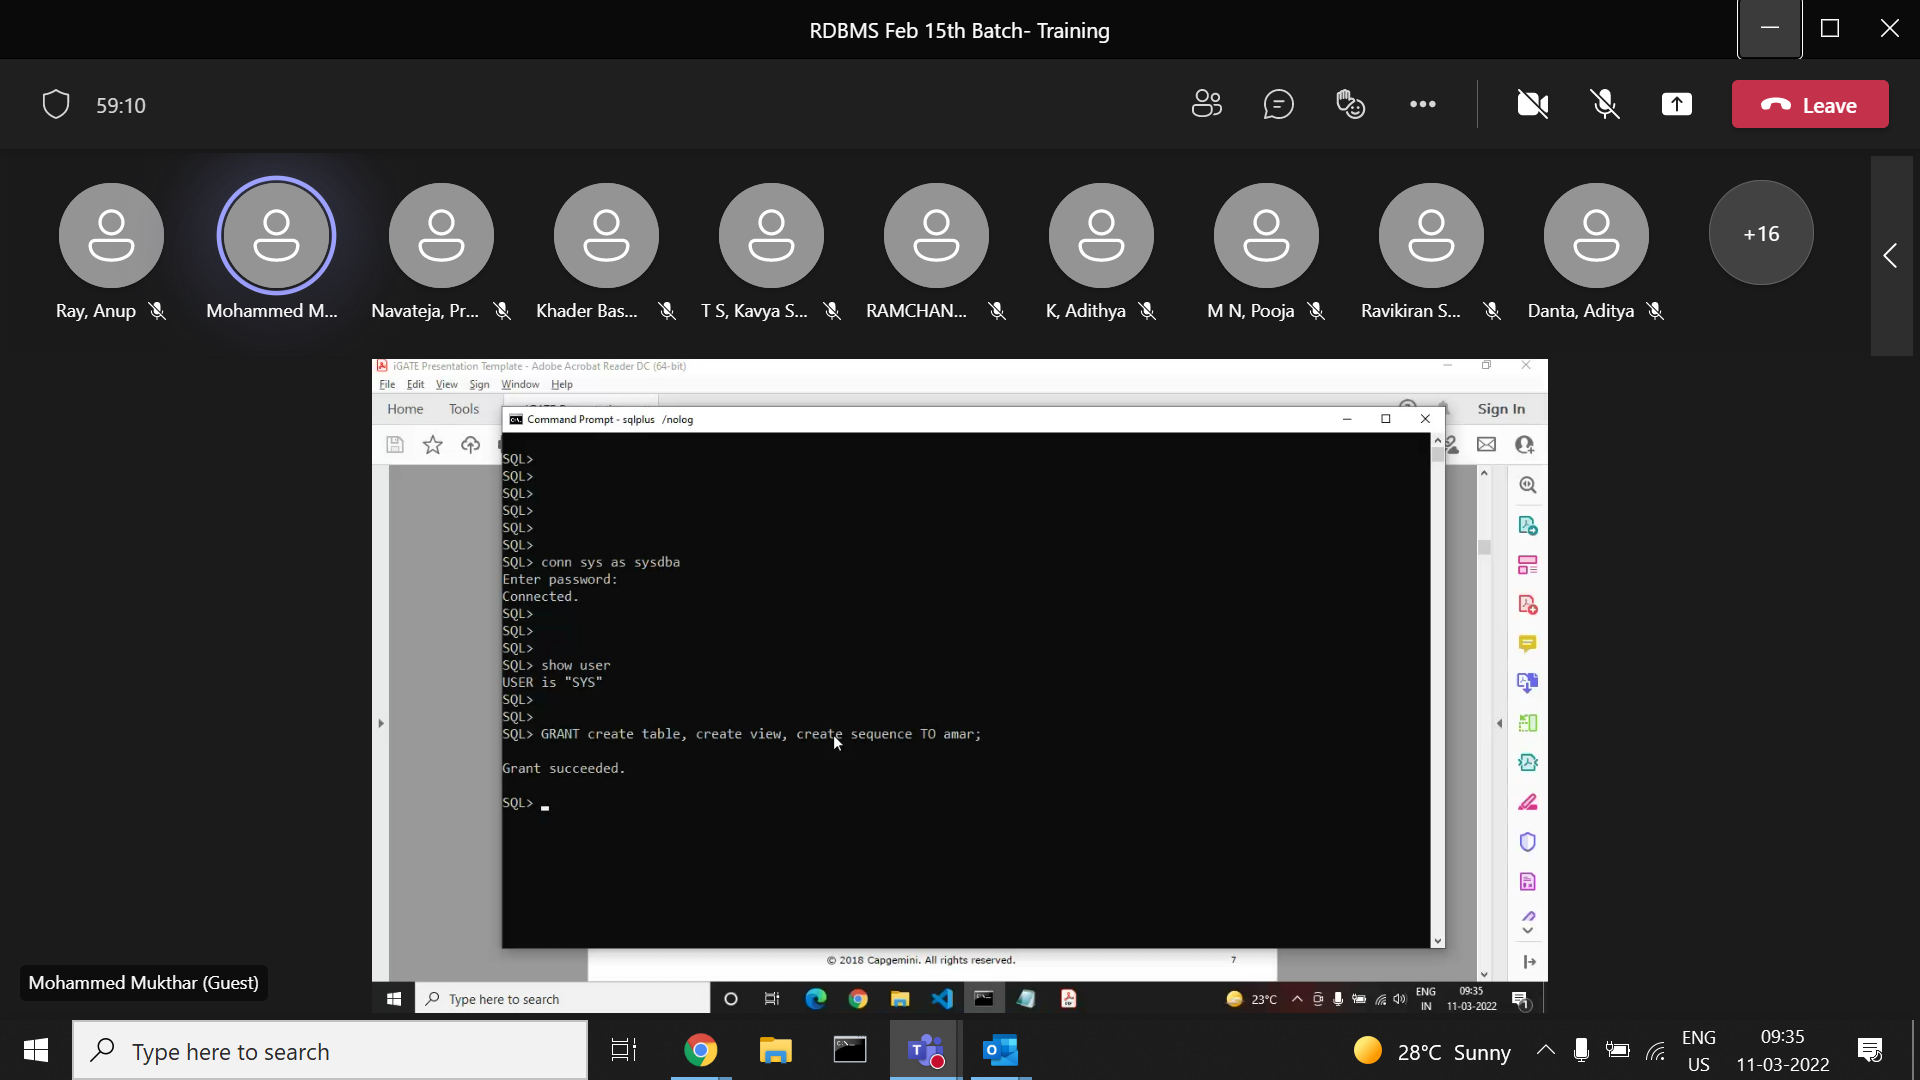 RDBMS Feb 15th Batch- Training
59:10
Leave
+16
Ray, Anup
Mohammed M...
Navateja, Pr...
Khader Bas...
T S, Kavya S...
RAMCHAN...
K, Adithya
M N, Pooja
Ravikiran S...
Danta, Aditya
iGATE Presentation Template - Adobe Acrobat Reader DC (64-bit)
File Edit View Sign Window Help
Home Tools
Sign In
Command Prompt - sqlplus /nolog
SQL>
SQL>
SQL>
SQL>
SQL>
SQL>
SQL> conn sys as sysdba
Enter password:
Connected.
SQL>
SQL>
SQL>
SQL> show user
USER is "SYS"
SQL>
SQL>
SQL> GRANT create table, create view, create sequence TO amar;
Grant succeeded.
SQL>
© 2018 Capgemini. All rights reserved. 7
Mohammed Mukthar (Guest)
Type here to search
23°C
ENG
IN
09:35
11-03-2022
Type here to search
28°C Sunny
ENG
US
09:35
11-03-2022